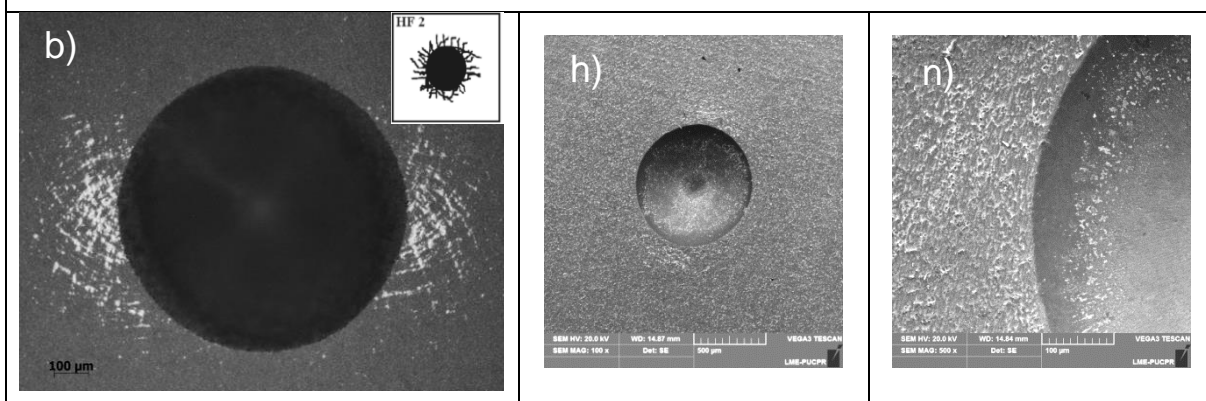 b)
HF 2
100 µm
h)
SEM HV: 20.0 kV WD: 14.87 mm VEGA3 TESCAN
SEM MAG: 100 x Det: SE 500 µm
LME-PUCPR
n)
SEM HV: 20.0 kV WD: 14.84 mm VEGA3 TESCAN
SEM MAG: 500 x Det: SE 100 µm
LME-PUCPR